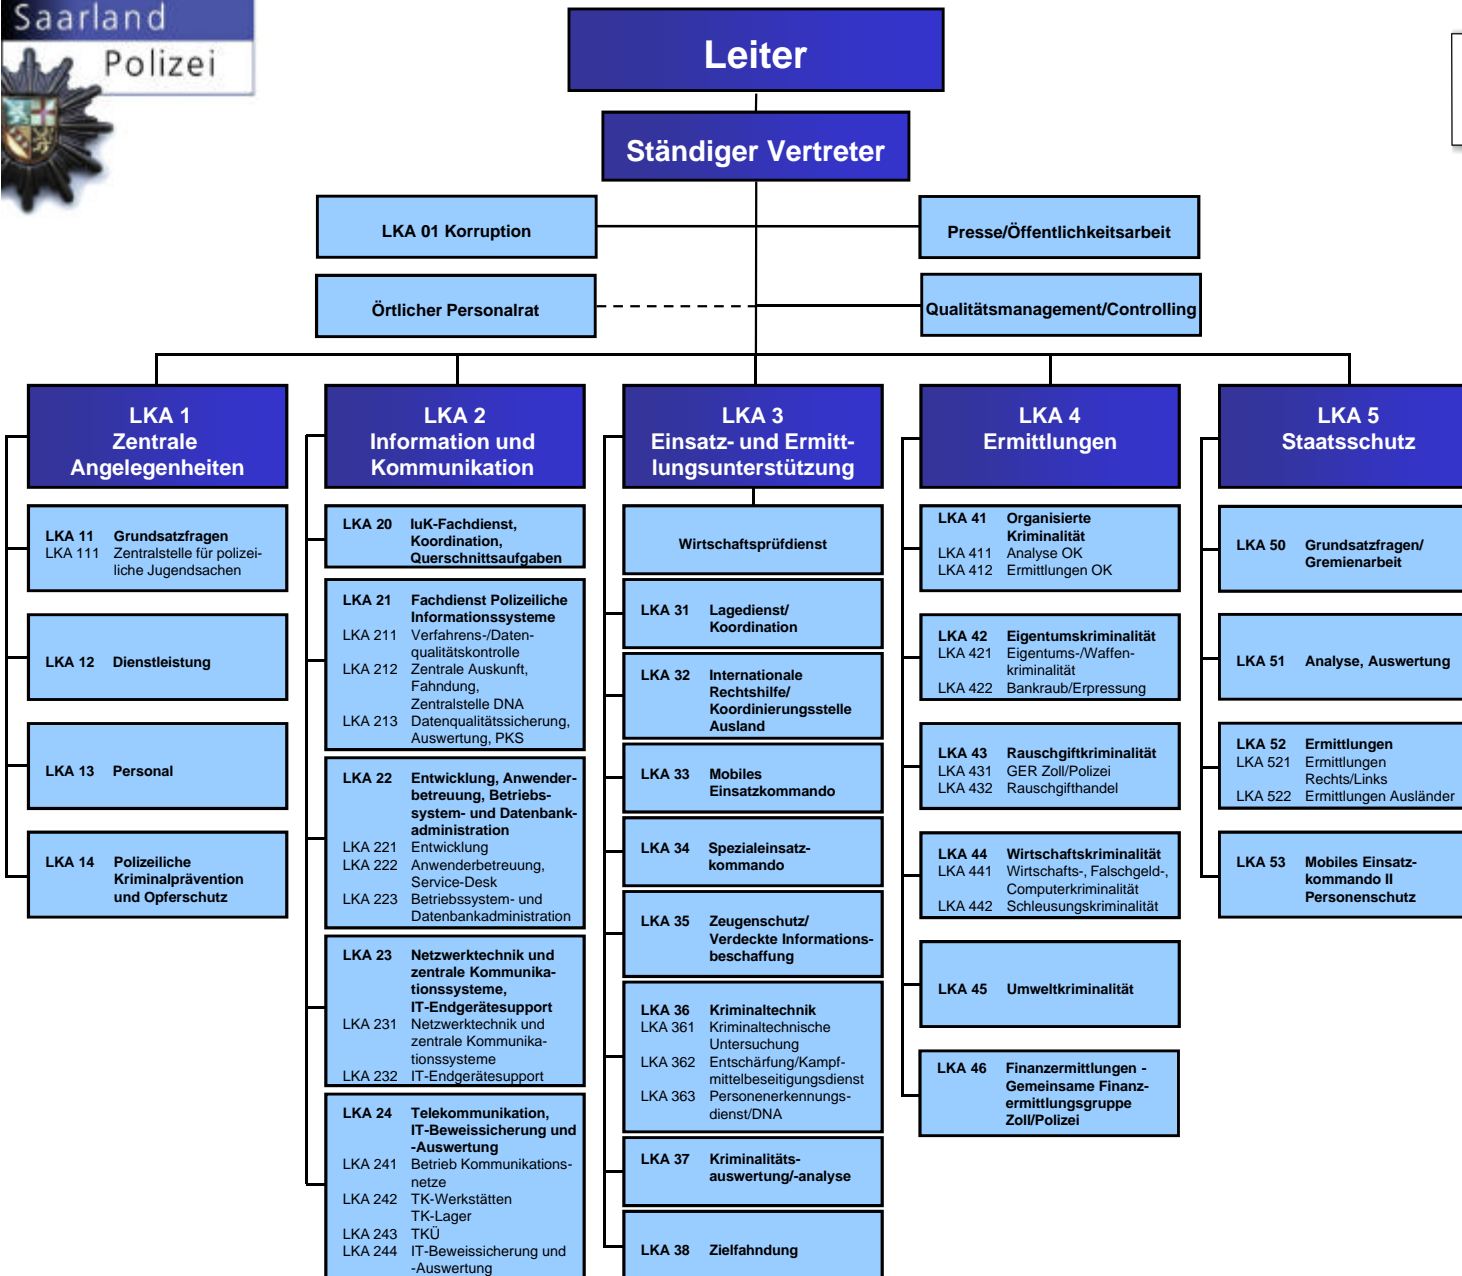 Saarland
Polizei
Leiter
Ständiger Vertreter
LKA 01 Korruption
Presse/Öffentlichkeitsarbeit
Örtlicher Personalrat
Qualitätsmanagement/Controlling
LKA 1
Zentrale
Angelegenheiten
LKA 11 Grundsatzfragen
LKA 111 Zentralstelle für polizei-
liche Jugendsachen
LKA 12 Dienstleistung
LKA 13 Personal
LKA 14 Polizeiliche
Kriminalprävention
und Opferschutz
LKA 2
Information und
Kommunikation
LKA 20 IuK-Fachdienst,
Koordination,
Querschnittsaufgaben
LKA 21 Fachdienst Polizeiliche
Informationssysteme
LKA 211 Verfahrens-/Daten-
qualitätskontrolle
LKA 212 Zentrale Auskunft,
Fahndung,
Zentralstelle DNA
LKA 213 Datenqualitätssicherung,
Auswertung, PKS
LKA 22 Entwicklung, Anwender-
betreuung, Betriebs-
system- und Datenbank-
administration
LKA 221 Entwicklung
LKA 222 Anwenderbetreuung,
Service-Desk
LKA 223 Betriebssystem- und
Datenbankadministration
LKA 23 Netzwerktechnik und
zentrale Kommunika-
tionssysteme,
IT-Endgerätesupport
LKA 231 Netzwerktechnik und
zentrale Kommunika-
tionssysteme
LKA 232 IT-Endgerätesupport
LKA 24 Telekommunikation,
IT-Beweissicherung und
-Auswertung
LKA 241 Betrieb Kommunikations-
netze
LKA 242 TK-Werkstätten
TK-Lager
LKA 243 TKÜ
LKA 244 IT-Beweissicherung und
-Auswertung
LKA 3
Einsatz- und Ermitt-
lungsunterstützung
Wirtschaftsprüfdienst
LKA 31 Lagedienst/
Koordination
LKA 32 Internationale
Rechtshilfe/
Koordinierungsstelle
Ausland
LKA 33 Mobiles
Einsatzkommando
LKA 34 Spezialeinsatz-
kommando
LKA 35 Zeugenschutz/
Verdeckte Informations-
beschaffung
LKA 36 Kriminaltechnik
LKA 361 Kriminaltechnische
Untersuchung
LKA 362 Entschärfung/Kampf-
mittelbeseitigungsdienst
LKA 363 Personenerkennungs-
dienst/DNA
LKA 37 Kriminalitäts-
auswertung/-analyse
LKA 38 Zielfahndung
LKA 4
Ermittlungen
LKA 41 Organisierte
Kriminalität
LKA 411 Analyse OK
LKA 412 Ermittlungen OK
LKA 42 Eigentumskriminalität
LKA 421 Eigentums-/Waffen-
kriminalität
LKA 422 Bankraub/Erpressung
LKA 43 Rauschgiftkriminalität
LKA 431 GER Zoll/Polizei
LKA 432 Rauschgifthandel
LKA 44 Wirtschaftskriminalität
LKA 441 Wirtschafts-, Falschgeld-,
Computerkriminalität
LKA 442 Schleusungskriminalität
LKA 45 Umweltkriminalität
LKA 46 Finanzermittlungen -
Gemeinsame Finanz-
ermittlungsgruppe
Zoll/Polizei
LKA 5
Staatsschutz
LKA 50 Grundsatzfragen/
Gremienarbeit
LKA 51 Analyse, Auswertung
LKA 52 Ermittlungen
LKA 521 Ermittlungen
Rechts/Links
LKA 522 Ermittlungen Ausländer
LKA 53 Mobiles Einsatz-
kommando II
Personenschutz